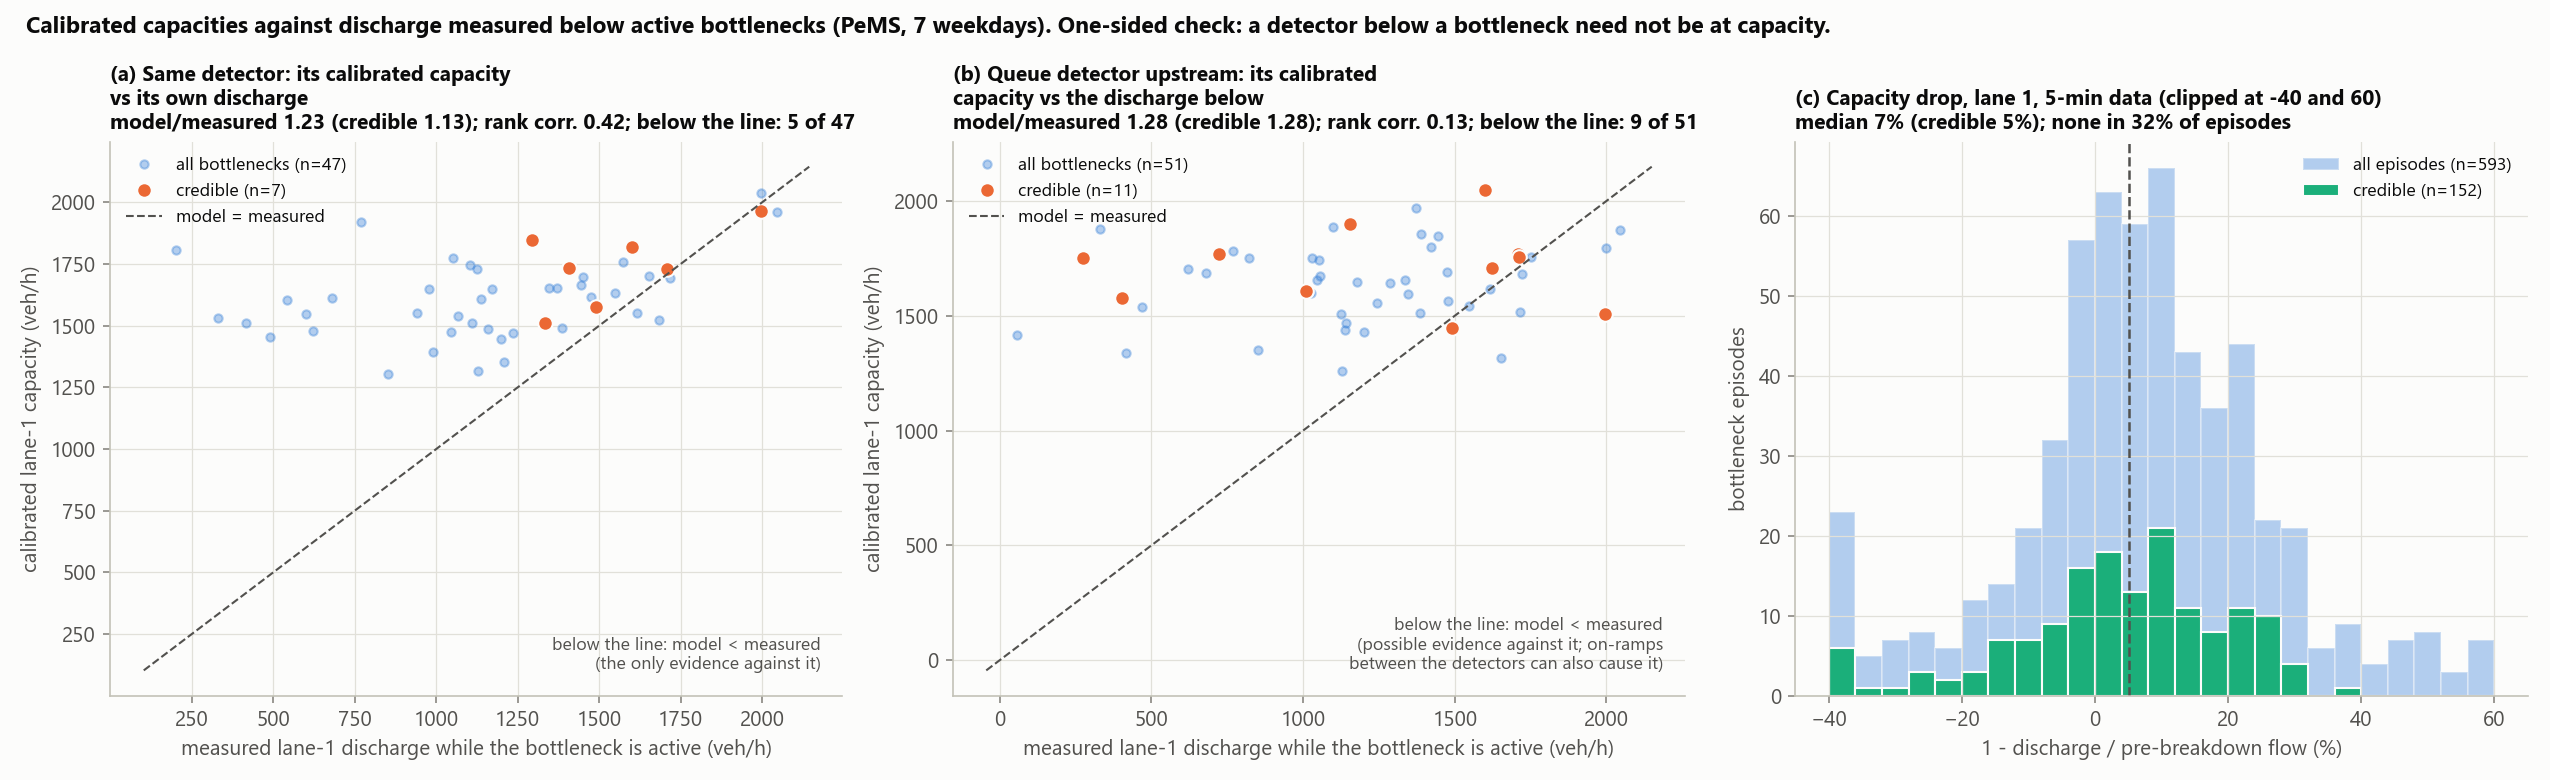 Calibrated capacities against discharge measured below active bottlenecks (PeMS, 7 weekdays). One-sided check: a detector below a bottleneck need not be at capacity.
(a) Same detector: its calibrated capacity
vs its own discharge
model/measured 1.23 (credible 1.13); rank corr. 0.42; below the line: 5 of 47
all bottlenecks (n=47)
credible (n=7)
model = measured
2000
1750
1500
1250
1000
750
500
250
calibrated lane-1 capacity (veh/h)
below the line: model < measured
(the only evidence against it)
250 500 750 1000 1250 1500 1750 2000
measured lane-1 discharge while the bottleneck is active (veh/h)
(b) Queue detector upstream: its calibrated
capacity vs the discharge below
model/measured 1.28 (credible 1.28); rank corr. 0.13; below the line: 9 of 51
all bottlenecks (n=51)
credible (n=11)
model = measured
2000
1500
1000
500
0
calibrated lane-1 capacity (veh/h)
below the line: model < measured
(possible evidence against it; on-ramps
between the detectors can also cause it)
0 500 1000 1500 2000
measured lane-1 discharge while the bottleneck is active (veh/h)
(c) Capacity drop, lane 1, 5-min data (clipped at -40 and 60)
median 7% (credible 5%); none in 32% of episodes
all episodes (n=593)
credible (n=152)
60
50
40
30
20
10
0
bottleneck episodes
−40 −20 0 20 40 60
1 - discharge / pre-breakdown flow (%)